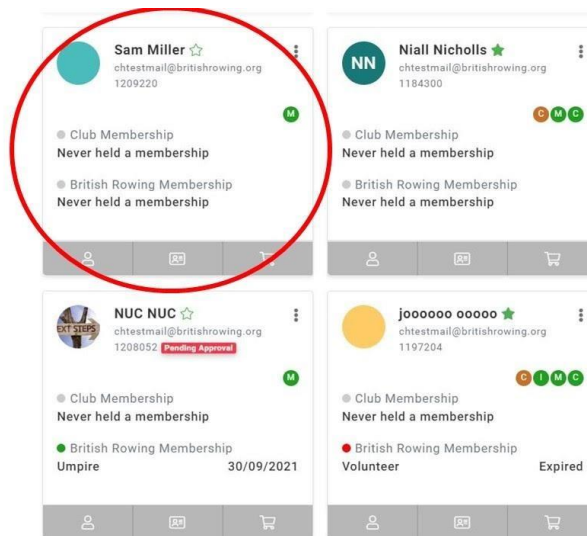 Sam Miller
chtestmail@britishrowing.org
1209220
M
Club Membership
Never held a membership
British Rowing Membership
Never held a membership
NN
Niall Nicholls
chtestmail@britishrowing.org
1184300
C M C
Club Membership
Never held a membership
British Rowing Membership
Never held a membership
EXT STEPS
NUC NUC
chtestmail@britishrowing.org
1208052 Pending Approval
M
Club Membership
Never held a membership
British Rowing Membership
Umpire 30/09/2021
joooooo ooooo
chtestmail@britishrowing.org
1197204
C I M C
Club Membership
Never held a membership
British Rowing Membership
Volunteer Expired